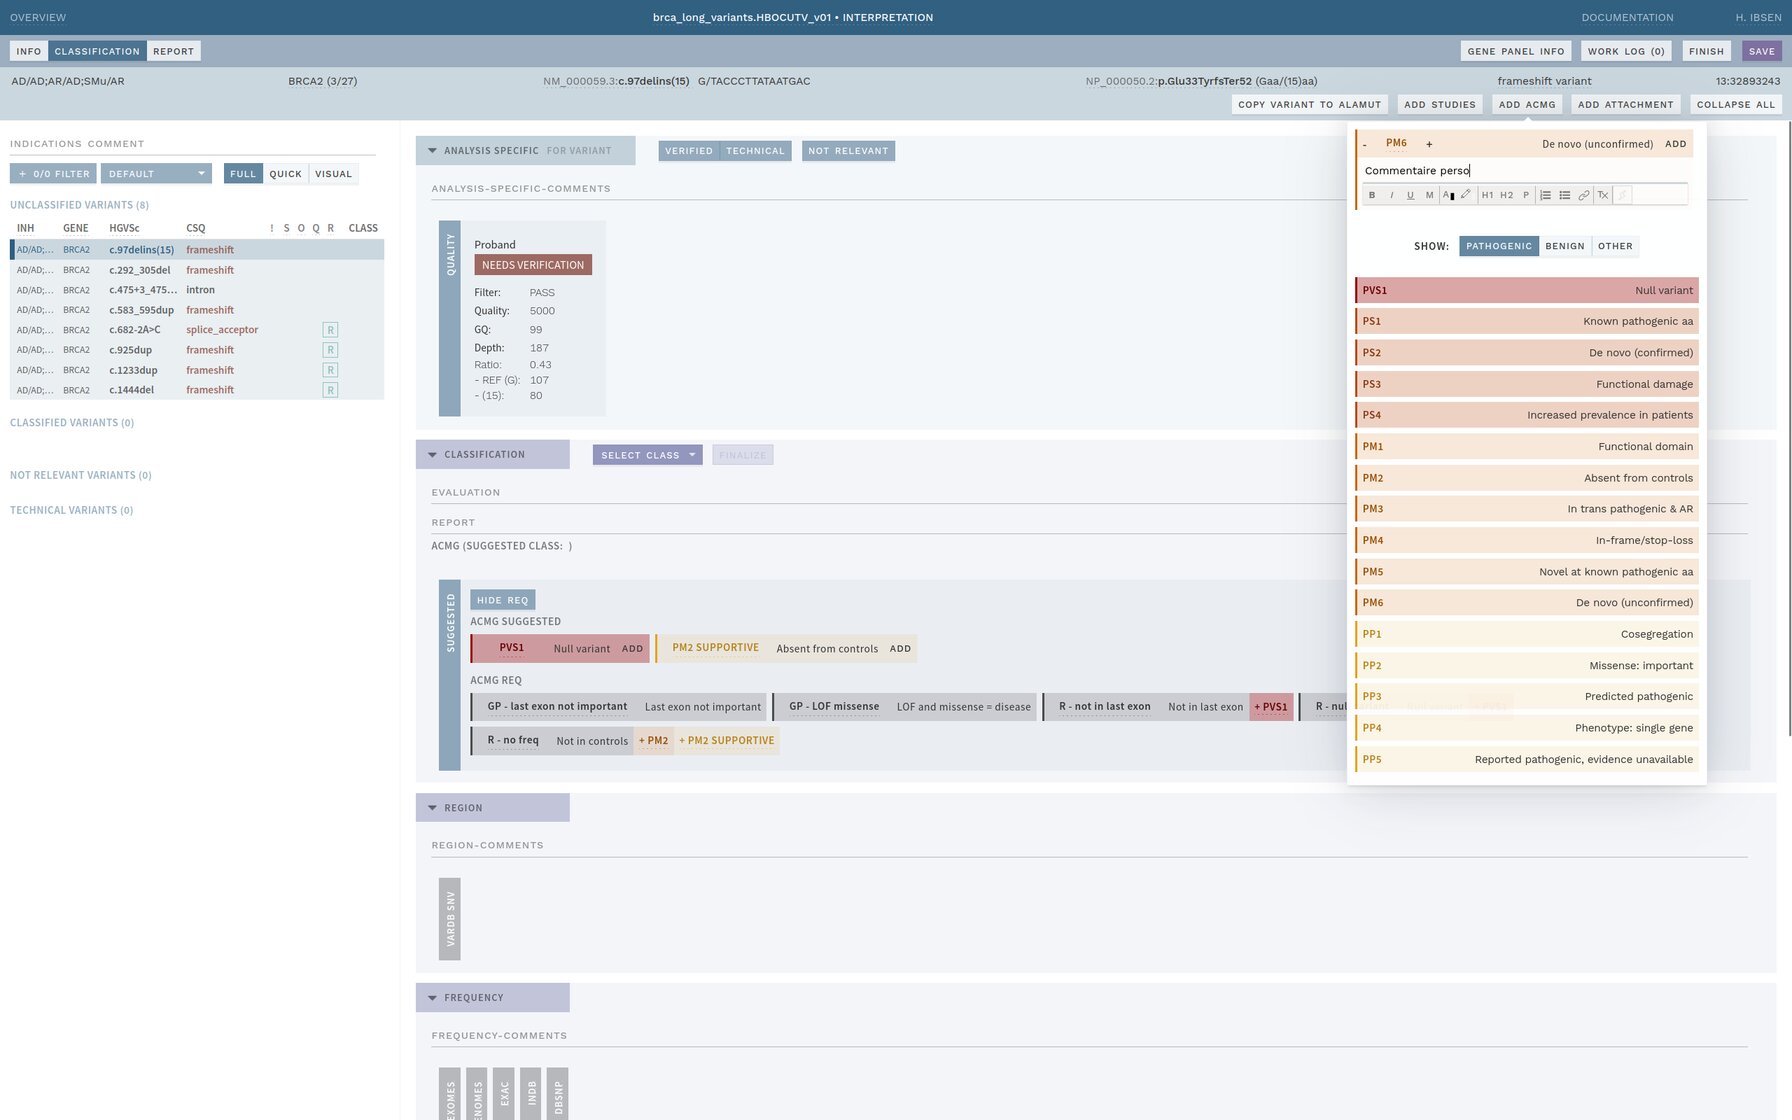 OVERVIEW brca_long_variants.HBOCUTV_v01 • INTERPRETATION DOCUMENTATION H. IBSEN
INFO CLASSIFICATION REPORT GENE PANEL INFO WORK LOG (0) FINISH SAVE
AD/AD;AR/AD;SMu/AR BRCA2 (3/27) NM_000059.3:c.97delins(15) G/TACCCTTATAATGAC NP_000050.2:p.Glu33TyrfsTer52 (Gaa/(15)aa) frameshift variant 13:32893243
COPY VARIANT TO ALAMUT ADD STUDIES ADD ACMG ADD ATTACHMENT COLLAPSE ALL
INDICATIONS COMMENT
+ 0/0 FILTER DEFAULT FULL QUICK VISUAL
UNCLASSIFIED VARIANTS (8)
INH GENE HGVSc CSQ ! S O Q R CLASS
AD/AD;... BRCA2 c.97delins(15) frameshift
AD/AD;... BRCA2 c.292_305del frameshift
AD/AD;... BRCA2 c.475+3_475... intron
AD/AD;... BRCA2 c.583_595dup frameshift
AD/AD;... BRCA2 c.682-2A>C splice_acceptor R
AD/AD;... BRCA2 c.925dup frameshift R
AD/AD;... BRCA2 c.1233dup frameshift R
AD/AD;... BRCA2 c.1444del frameshift R
CLASSIFIED VARIANTS (0)
NOT RELEVANT VARIANTS (0)
TECHNICAL VARIANTS (0)
ANALYSIS SPECIFIC FOR VARIANT VERIFIED TECHNICAL NOT RELEVANT
ANALYSIS-SPECIFIC-COMMENTS
QUALITY
Proband
NEEDS VERIFICATION
Filter: PASS
Quality: 5000
GQ: 99
Depth: 187
Ratio: 0.43
- REF (G): 107
- (15): 80
CLASSIFICATION SELECT CLASS FINALIZE
EVALUATION
REPORT
ACMG (SUGGESTED CLASS: )
SUGGESTED
HIDE REQ
ACMG SUGGESTED
PVS1 Null variant ADD PM2 SUPPORTIVE Absent from controls ADD
ACMG REQ
GP - last exon not important Last exon not important GP - LOF missense LOF and missense = disease R - not in last exon Not in last exon + PVS1 R - nul
R - no freq Not in controls + PM2 + PM2 SUPPORTIVE
REGION
REGION-COMMENTS
VARDB SNV
FREQUENCY
FREQUENCY-COMMENTS
EXAC
INDB
DBSNP
- PM6 + De novo (unconfirmed) ADD
Commentaire perso
B I U M A H1 H2 P
SHOW: PATHOGENIC BENIGN OTHER
PVS1 Null variant
PS1 Known pathogenic aa
PS2 De novo (confirmed)
PS3 Functional damage
PS4 Increased prevalence in patients
PM1 Functional domain
PM2 Absent from controls
PM3 In trans pathogenic & AR
PM4 In-frame/stop-loss
PM5 Novel at known pathogenic aa
PM6 De novo (unconfirmed)
PP1 Cosegregation
PP2 Missense: important
PP3 Predicted pathogenic
PP4 Phenotype: single gene
PP5 Reported pathogenic, evidence unavailable